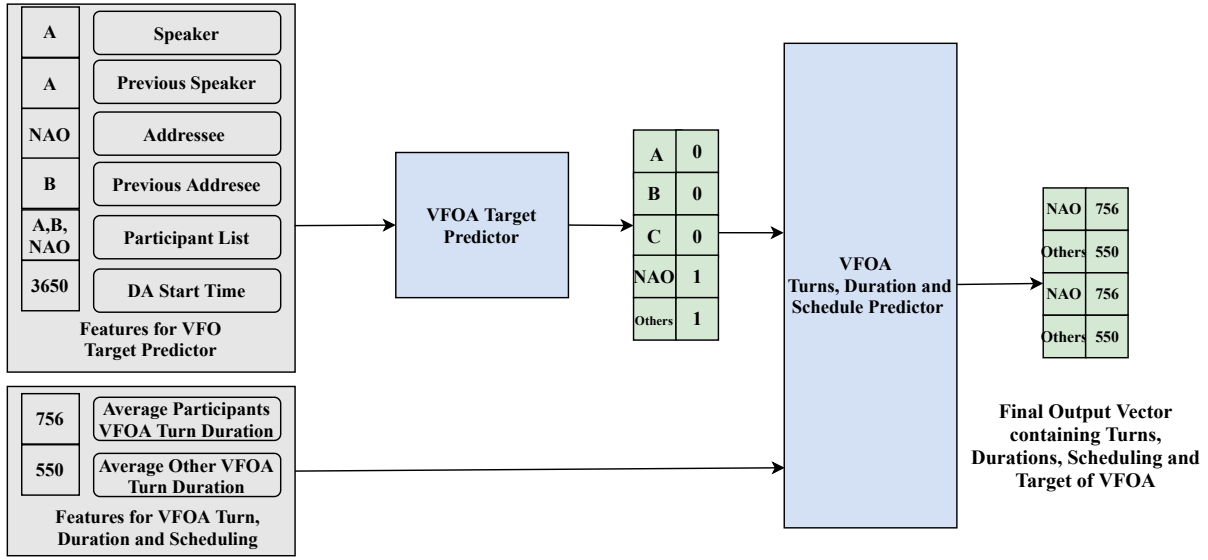 A
Speaker
A
Previous Speaker
NAO
Addressee
B
Previous Addresee
A,B,
NAO
Participant List
3650
DA Start Time
Features for VFO
Target Predictor
756
Average Participants
VFOA Turn Duration
550
Average Other VFOA
Turn Duration
Features for VFOA Turn,
Duration and Scheduling
VFOA Target
Predictor
A 0
B 0
C 0
NAO 1
Others 1
VFOA
Turns, Duration and
Schedule Predictor
NAO 756
Others 550
NAO 756
Others 550
Final Output Vector
containing Turns,
Durations, Scheduling and
Target of VFOA